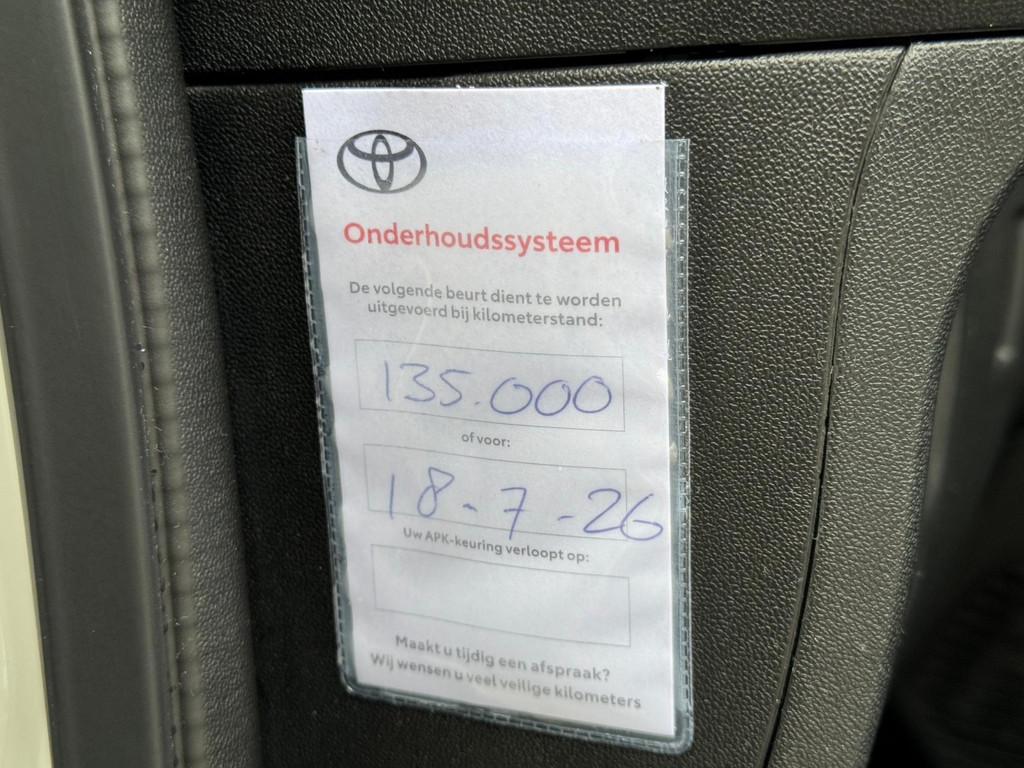 Onderhoudssysteem
De volgende beurt dient te worden
uitgevoerd bij kilometerstand:
135.000
of voor:
18-7-26
Uw APK-keuring verloopt op:
Maakt u tijdig een afspraak?
Wij wensen u veel veilige kilometers